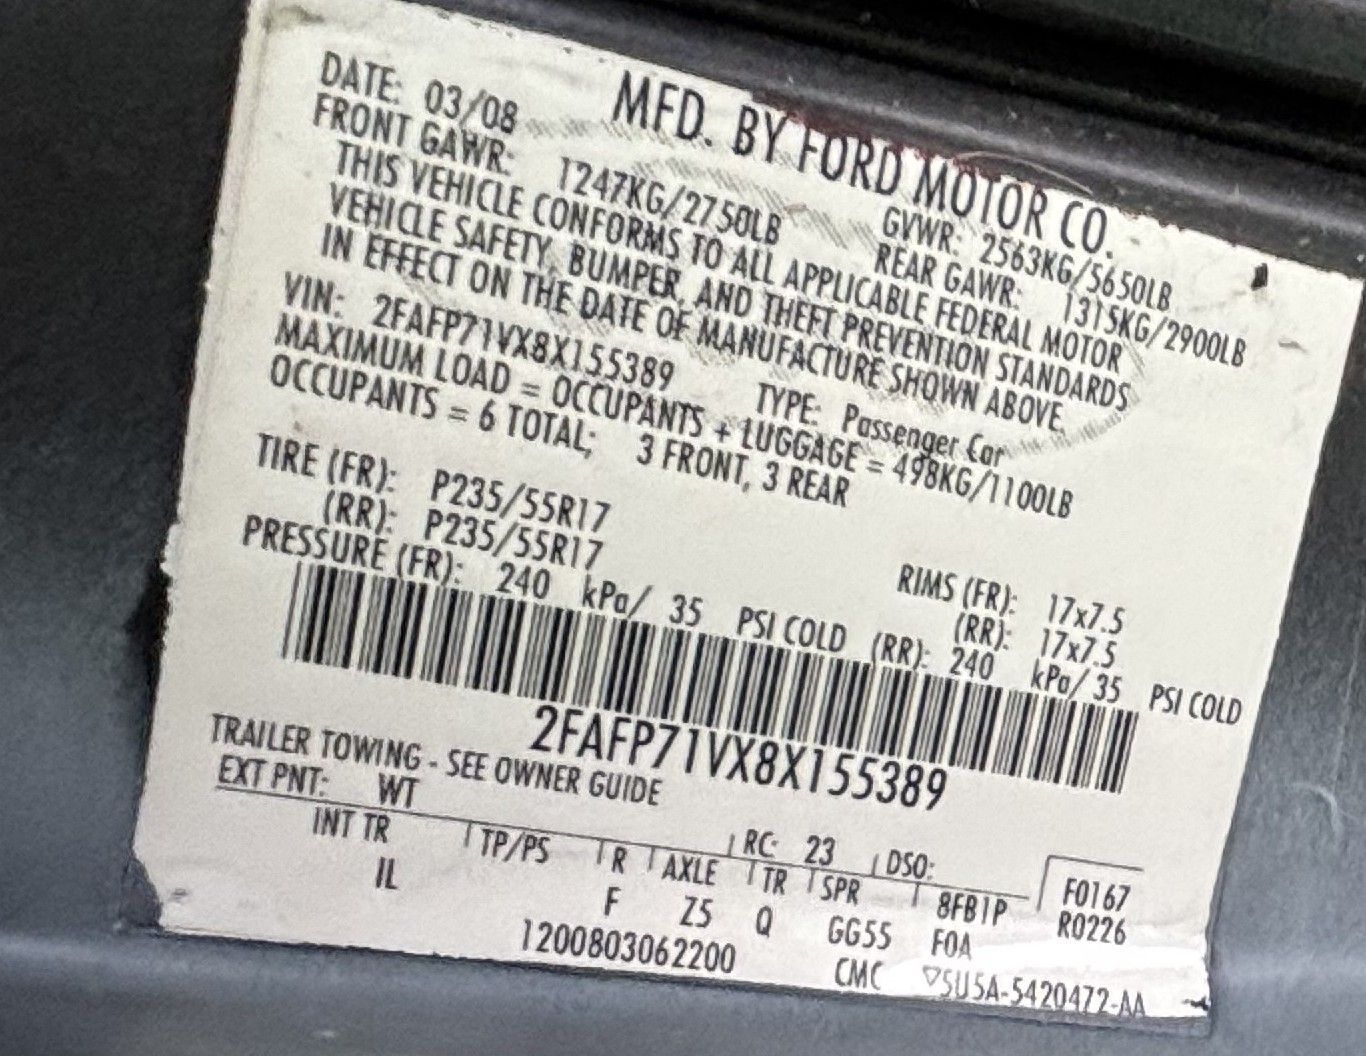 MFD. BY FORD MOTOR CO.
DATE: 03/08 GVWR: 2563KG/5650LB
FRONT GAWR: 1247KG/2750LB REAR GAWR: 1315KG/2900LB
THIS VEHICLE CONFORMS TO ALL APPLICABLE FEDERAL MOTOR
VEHICLE SAFETY, BUMPER, AND THEFT PREVENTION STANDARDS
IN EFFECT ON THE DATE OF MANUFACTURE SHOWN ABOVE.
VIN: 2FAFP71VX8X155389 TYPE: Passenger Car
MAXIMUM LOAD = OCCUPANTS + LUGGAGE = 498KG/1100LB
OCCUPANTS = 6 TOTAL; 3 FRONT, 3 REAR
TIRE (FR): P235/55R17 RIMS (FR): 17x7.5
(RR): P235/55R17 (RR): 17x7.5
PRESSURE (FR): 240 kPa/ 35 PSI COLD (RR): 240 kPa/ 35 PSI COLD
2FAFP71VX8X155389
TRAILER TOWING - SEE OWNER GUIDE
EXT PNT: WT RC: 23 DSO: F0167
INT TR TP/PS R AXLE TR SPR 8FB1P R0226
IL F Z5 Q GG55 FOA
1200803062200 CMC ▽5U5A-5420472-AA